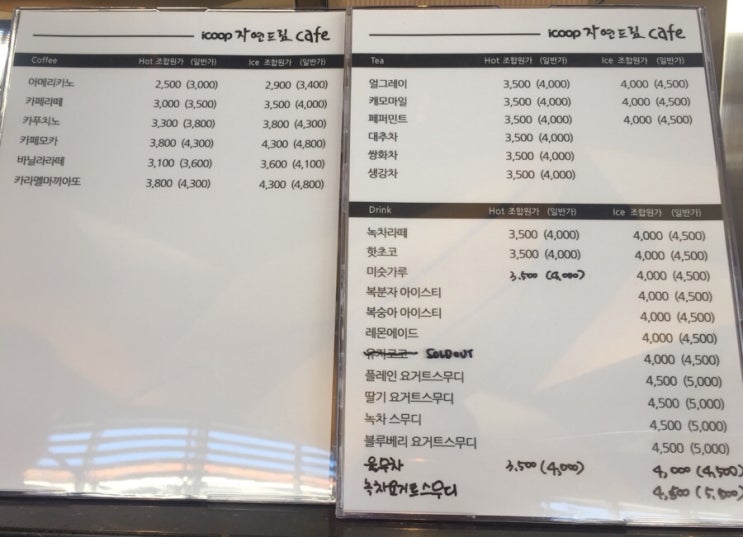 icoop 자연드림 cafe
Coffee Hot 조합원가 (일반가) Ice 조합원가 (일반가)
아메리카노 2,500 (3,000) 2,900 (3,400)
카페라떼 3,000 (3,500) 3,500 (4,000)
카푸치노 3,300 (3,800) 3,800 (4,300)
카페모카 3,800 (4,300) 4,300 (4,800)
바닐라라떼 3,100 (3,600) 3,600 (4,100)
카라멜마끼아또 3,800 (4,300) 4,300 (4,800)
icoop 자연드림 cafe
Tea Hot 조합원가 (일반가) Ice 조합원가 (일반가)
얼그레이 3,500 (4,000) 4,000 (4,500)
캐모마일 3,500 (4,000) 4,000 (4,500)
페퍼민트 3,500 (4,000) 4,000 (4,500)
대추차 3,500 (4,000)
쌍화차 3,500 (4,000)
생강차 3,500 (4,000)
Drink Hot 조합원가 (일반가) Ice 조합원가 (일반가)
녹차라떼 3,500 (4,000) 4,000 (4,500)
핫초코 3,500 (4,000) 4,000 (4,500)
미숫가루 3,500 (4,000) 4,000 (4,500)
복분자 아이스티 4,000 (4,500)
복숭아 아이스티 4,000 (4,500)
레몬에이드 4,000 (4,500)
SOLD OUT 4,000 (4,500)
플레인 요거트스무디 4,500 (5,000)
딸기 요거트스무디 4,500 (5,000)
녹차 스무디 4,500 (5,000)
블루베리 요거트스무디 4,500 (5,000)
율무차 3,500 (4,000) 4,000 (4,500)
녹차요거트스무디